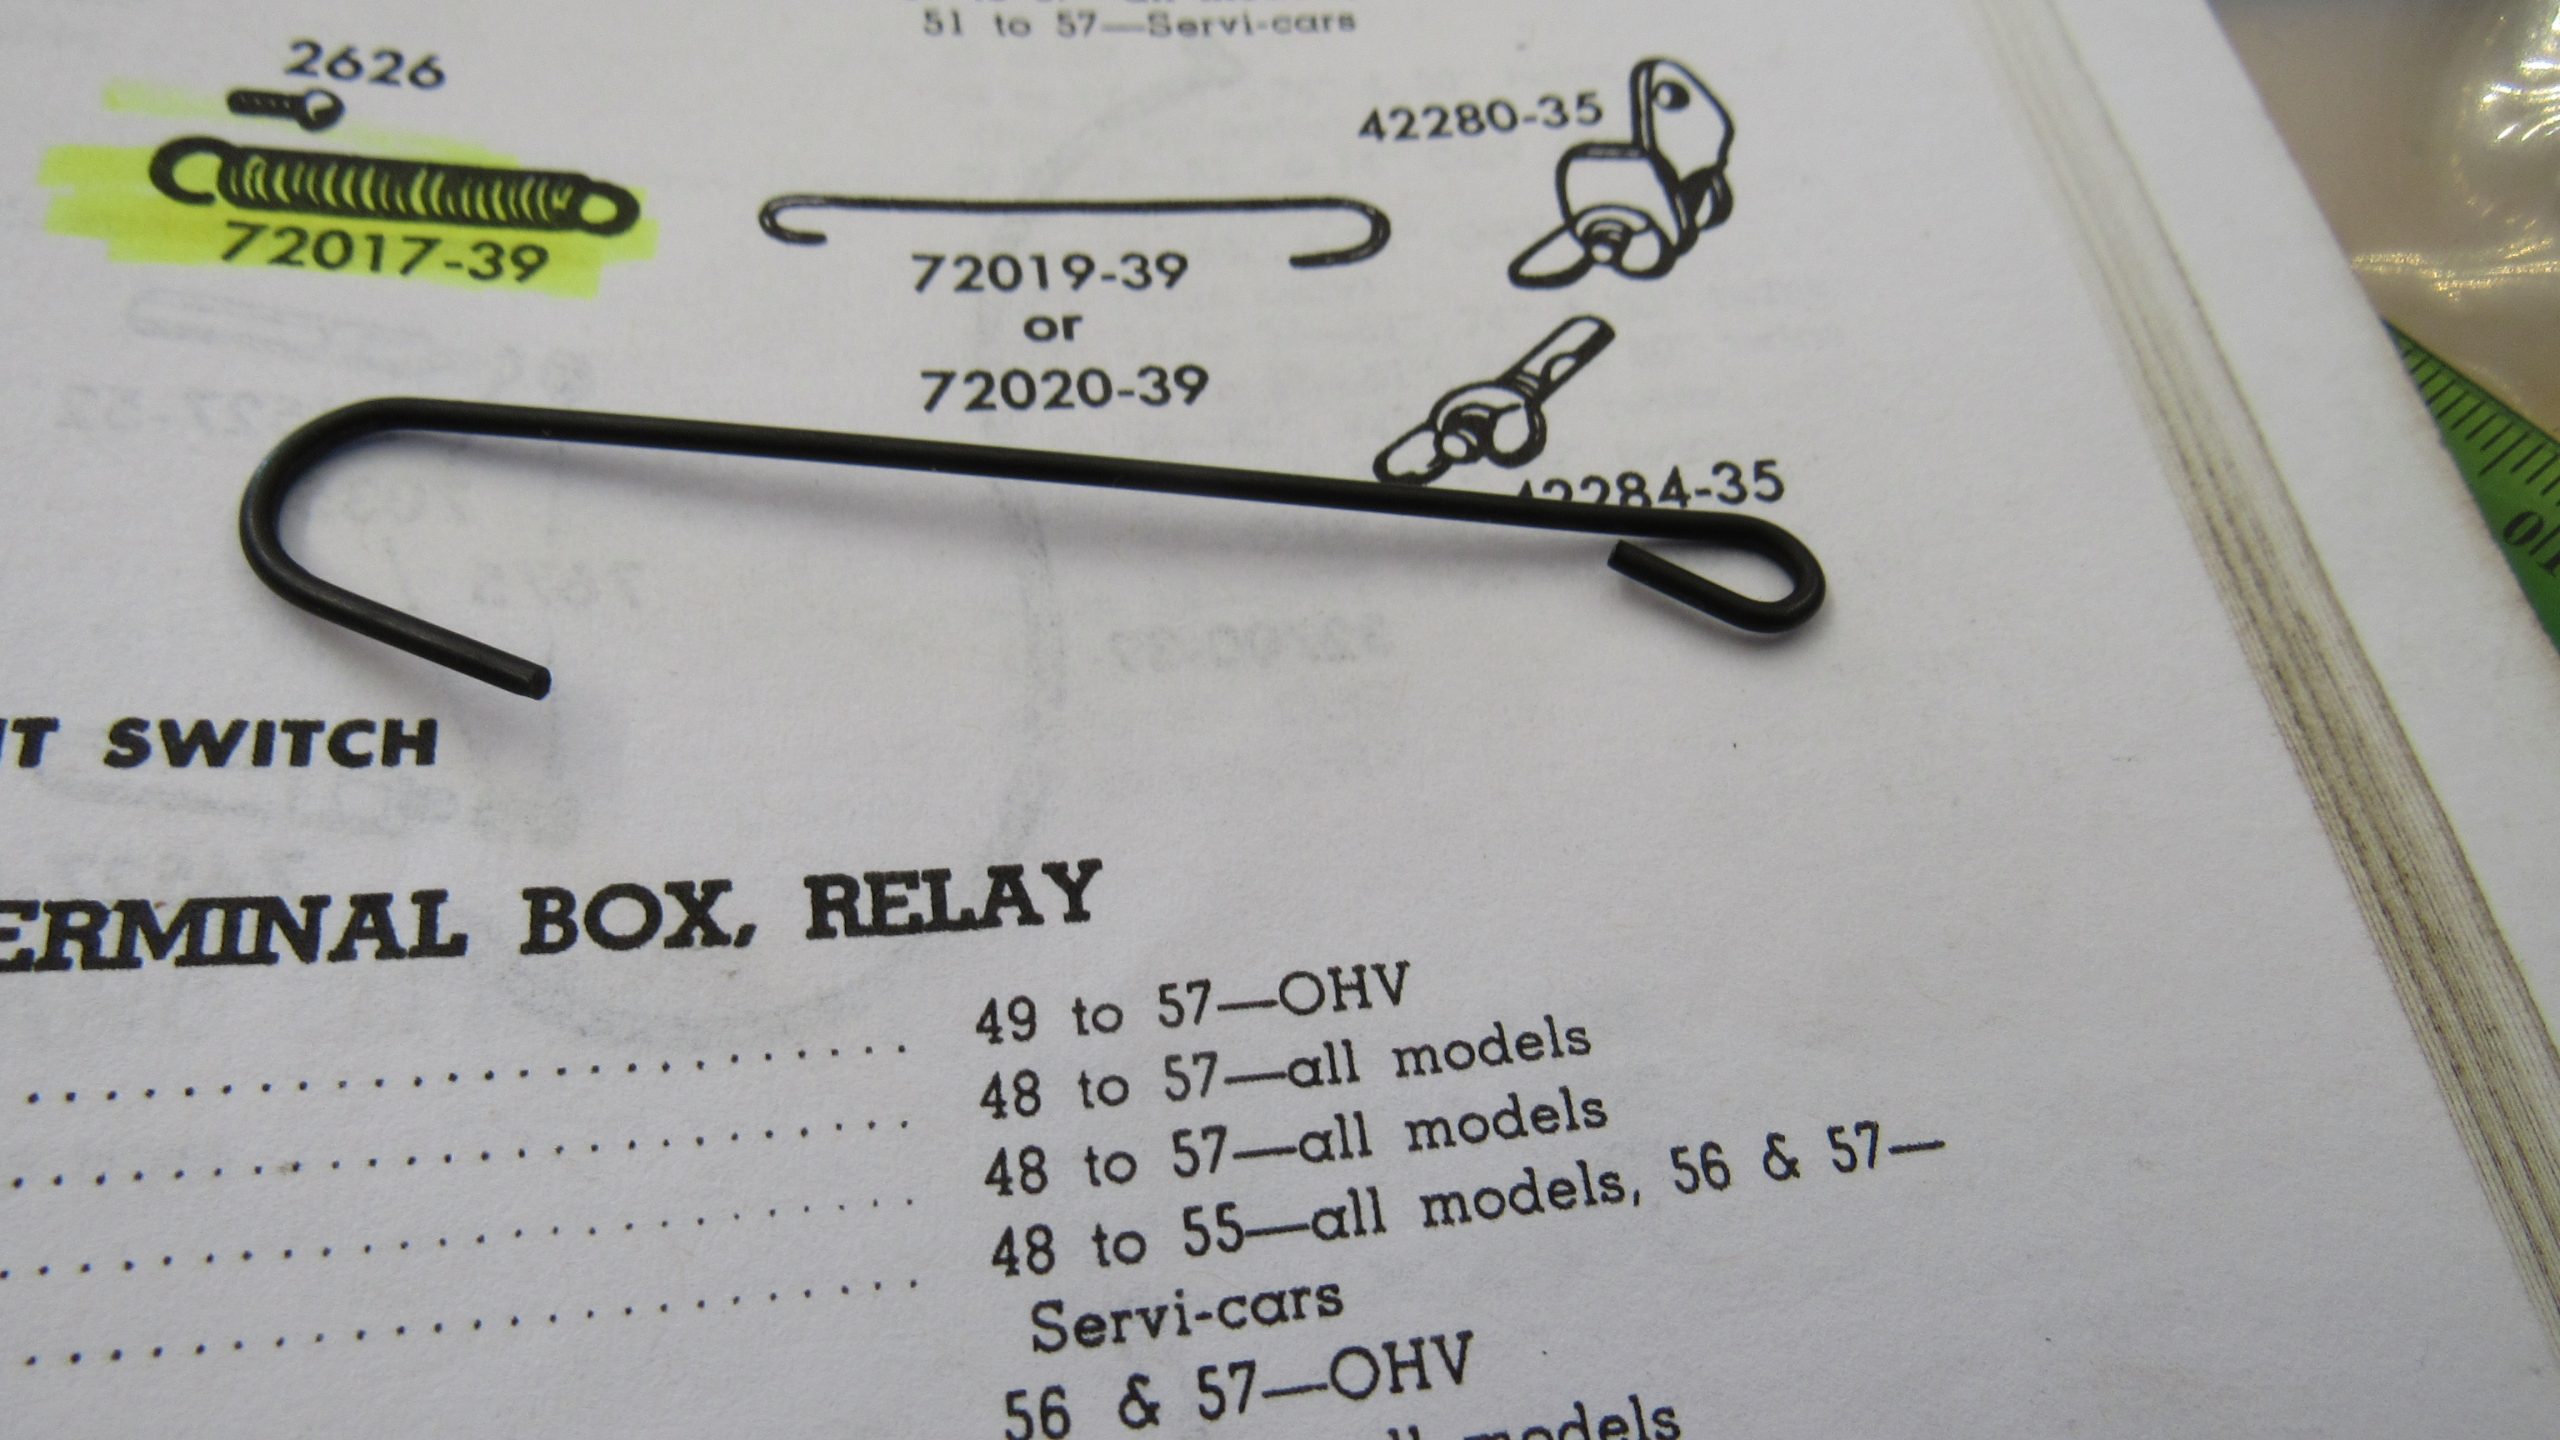 51 to 57—Servi-cars
2626
72017-39
72019-39
or
72020-39
42280-35
42284-35
SWITCH
BOX, RELAY
49 to 57—OHV
48 to 57—all models
48 to 57—all models
48 to 55—all models, 56 & 57—
Servi-cars
56 & 57—OHV
models